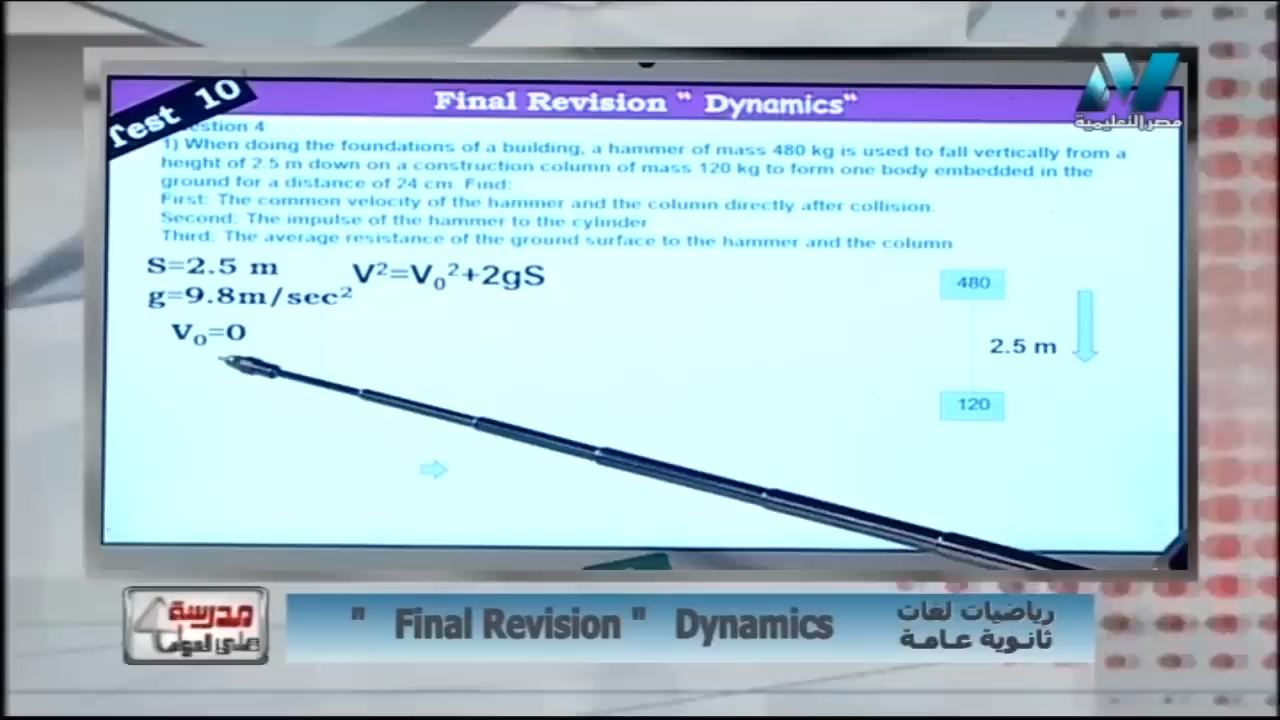 Test 10
Final Revision " Dynamics"
مصر التعليمية
estion 4
1) When doing the foundations of a building, a hammer of mass 480 kg is used to fall vertically from a
height of 2.5 m down on a construction column of mass 120 kg to form one body embedded in the
ground for a distance of 24 cm. Find:
First: The common velocity of the hammer and the column directly after collision.
Second: The impulse of the hammer to the cylinder
Third: The average resistance of the ground surface to the hammer and the column
S=2.5 m
V²=V₀²+2gS
g=9.8m/sec²
V₀=0
480
2.5 m
120
مدرسة
على الهواء
" Final Revision " Dynamics
رياضيات لغات
ثانوية عامة